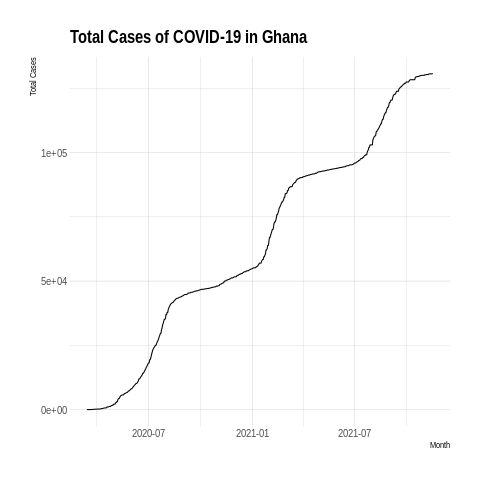 Total Cases of COVID-19 in Ghana
Total Cases
1e+05
5e+04
0e+00
2020-07 2021-01 2021-07
Month